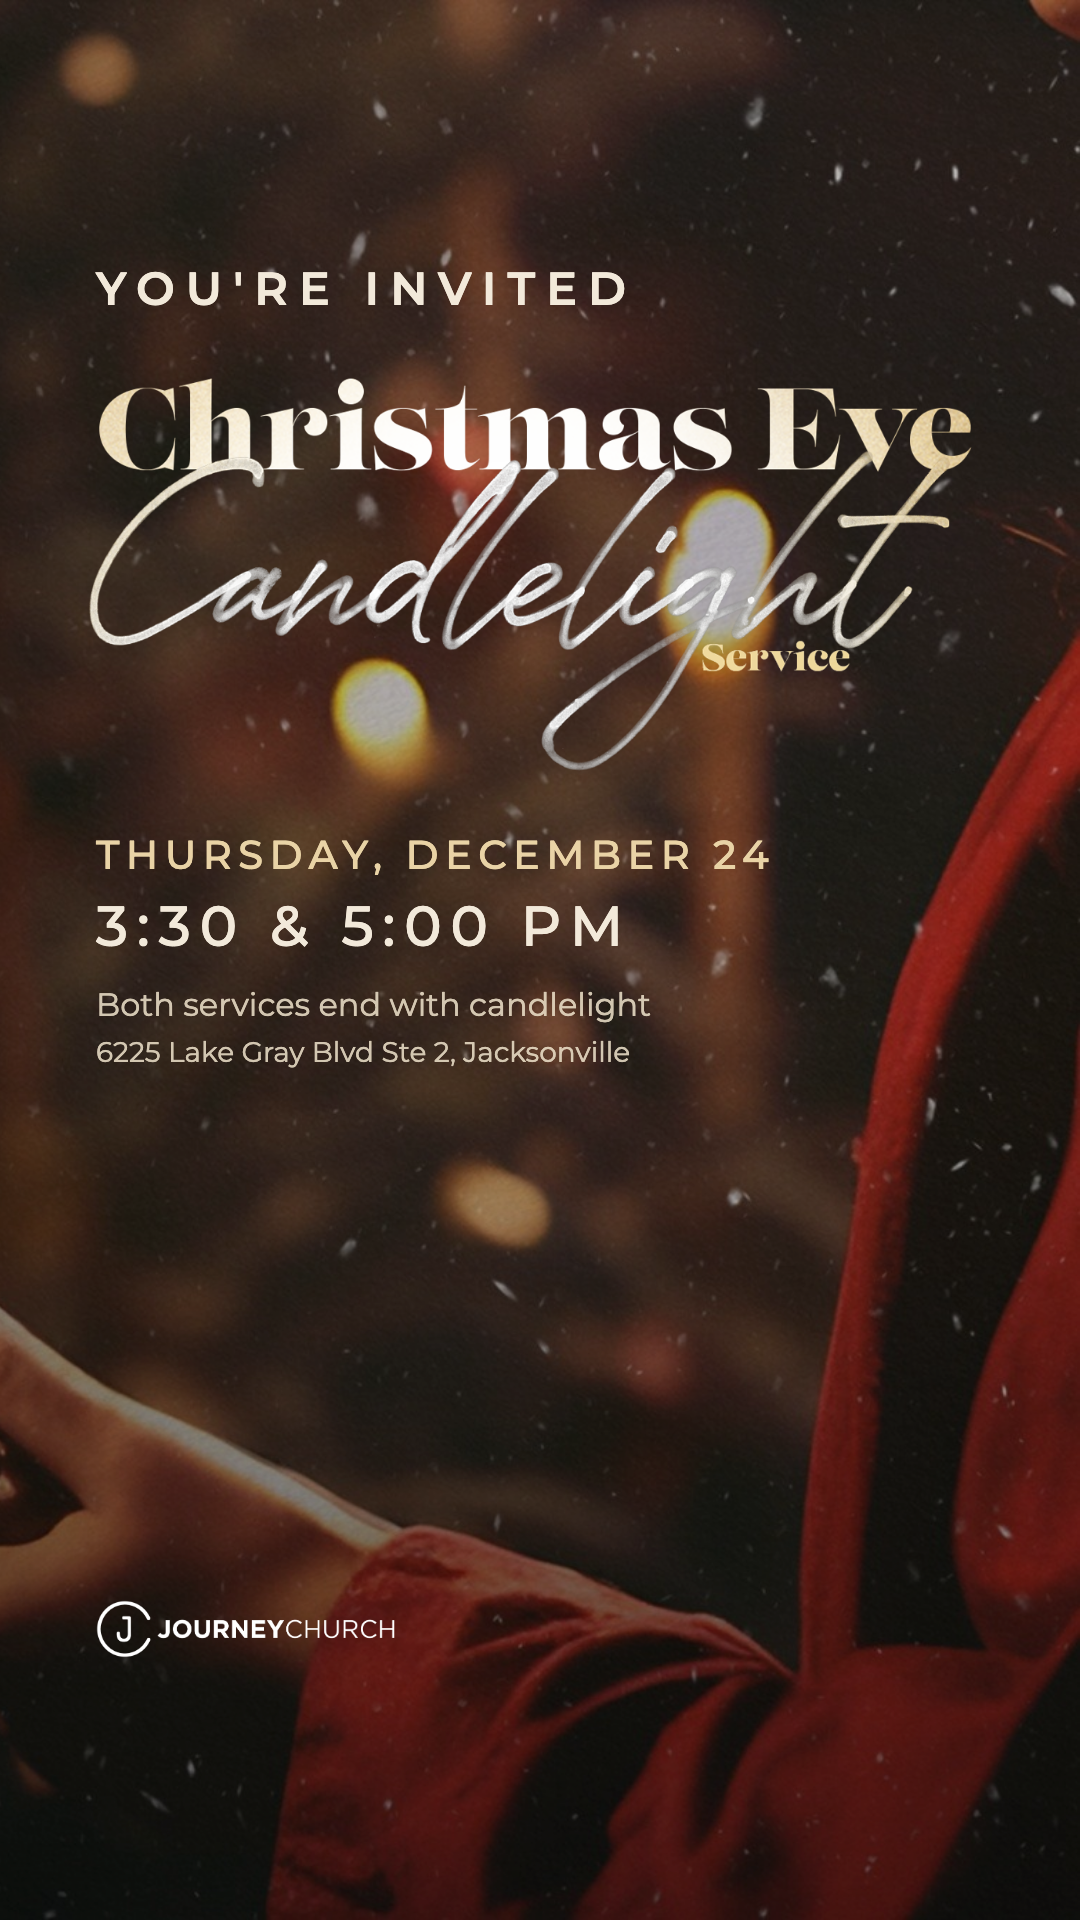 YOU'RE INVITED
Christmas Eve
Candlelight
Service
THURSDAY, DECEMBER 24
3:30 & 5:00 PM
Both services end with candlelight
6225 Lake Gray Blvd Ste 2, Jacksonville
J JOURNEYCHURCH